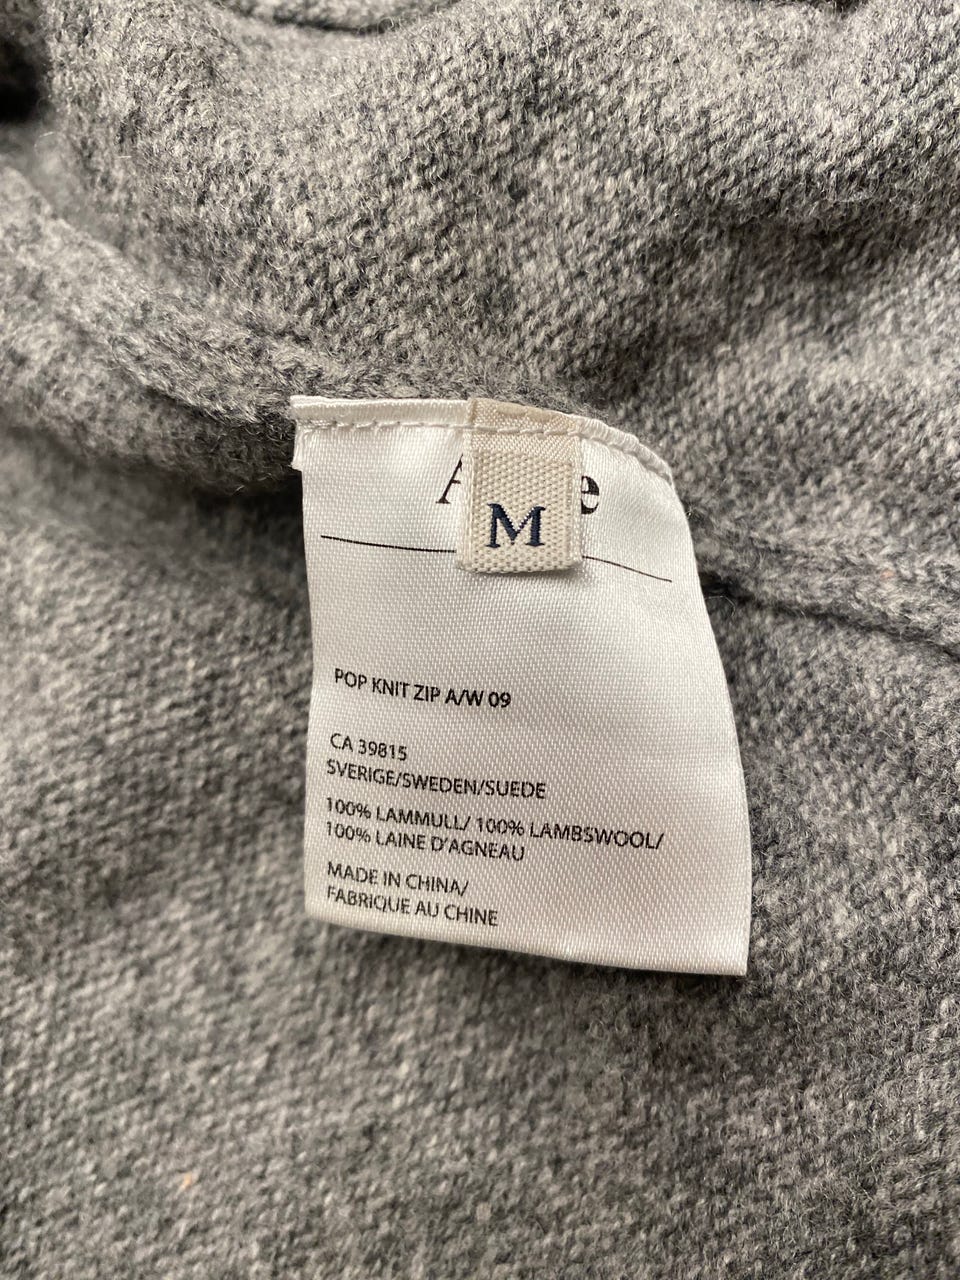 M
POP KNIT ZIP A/W 09
CA 39815
SVERIGE/SWEDEN/SUEDE
100% LAMMULL/ 100% LAMBSWOOL/
100% LAINE D'AGNEAU
MADE IN CHINA/
FABRIQUE AU CHINE